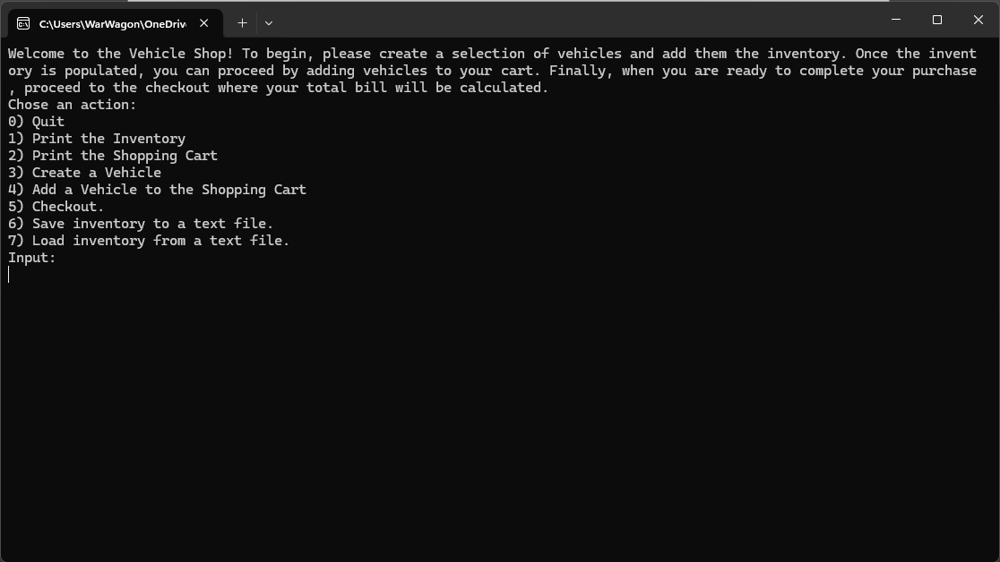 C:\Users\WarWagon\OneDriv
Welcome to the Vehicle Shop! To begin, please create a selection of vehicles and add them the inventory. Once the invent
ory is populated, you can proceed by adding vehicles to your cart. Finally, when you are ready to complete your purchase
, proceed to the checkout where your total bill will be calculated.
Chose an action:
0) Quit
1) Print the Inventory
2) Print the Shopping Cart
3) Create a Vehicle
4) Add a Vehicle to the Shopping Cart
5) Checkout.
6) Save inventory to a text file.
7) Load inventory from a text file.
Input: